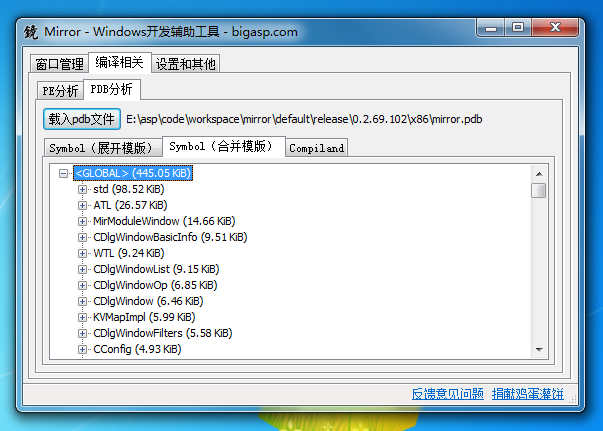 镜 Mirror - Windows开发辅助工具 - bigasp.com
窗口管理 编译相关 设置和其他
PE分析 PDB分析
载入pdb文件 E:\asp\code\workspace\mirror\default\release\0.2.69.102\x86\mirror.pdb
Symbol（展开模版） Symbol（合并模版） Compiland
<GLOBAL> (445.05 KiB)
std (98.52 KiB)
ATL (26.57 KiB)
MirModuleWindow (14.66 KiB)
CDlgWindowBasicInfo (9.51 KiB)
WTL (9.24 KiB)
CDlgWindowList (9.15 KiB)
CDlgWindowOp (6.85 KiB)
CDlgWindow (6.46 KiB)
KVMapImpl (5.99 KiB)
CDlgWindowFilters (5.58 KiB)
CConfig (4.93 KiB)
反馈意见问题 捐献鸡蛋灌饼